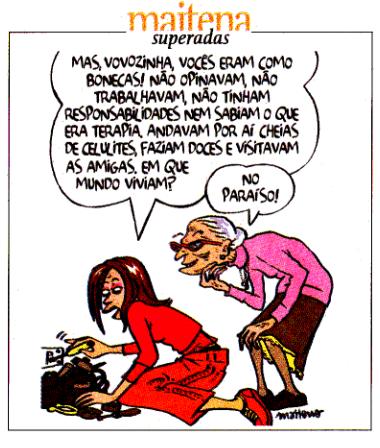 maitena
superadas
MAS, VOVOZINHA, VOCÊS ERAM COMO
BONECAS! NÃO OPINAVAM, NÃO
TRABALHAVAM, NÃO TINHAM
RESPONSABILIDADES NEM SABIAM O QUE
ERA TERAPIA. ANDAVAM POR AÍ CHEIAS
DE CELULITES, FAZIAM DOCES E VISITAVAM
AS AMIGAS. EM QUE
MUNDO VIVIAM?
NO
PARAÍSO!
maitena